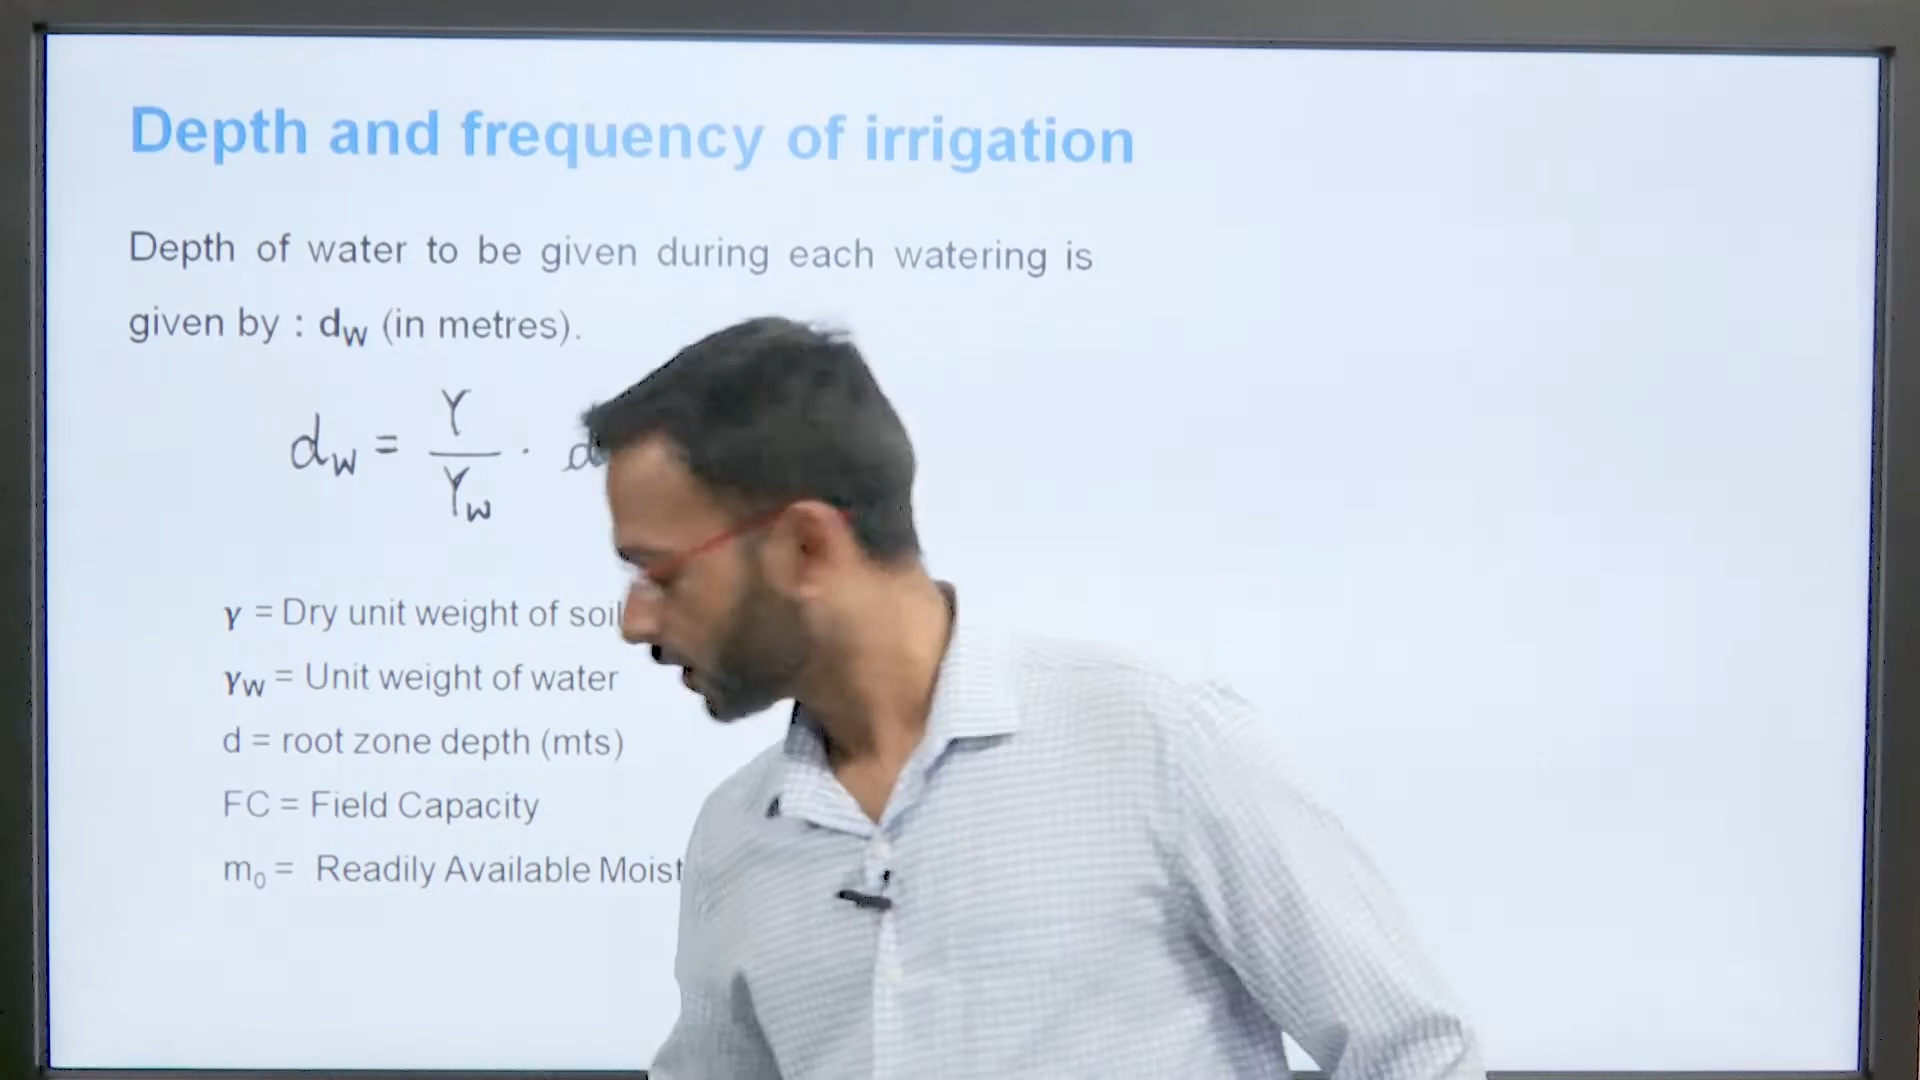 Depth and frequency of irrigation
Depth of water to be given during each watering is
given by : dw (in metres).
dw = γ/γw · d
γ = Dry unit weight of soil
γw = Unit weight of water
d = root zone depth (mts)
FC = Field Capacity
m₀ = Readily Available